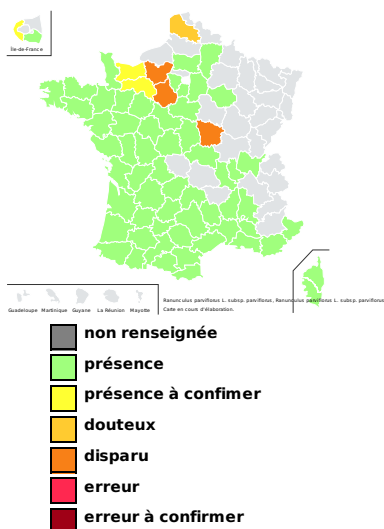 Île-de-France
Guadeloupe Martinique Guyane La Réunion Mayotte
Ranunculus parviflorus L. subsp. parviflorus, Ranunculus parviflorus L. subsp. parviflorus
Carte en cours d'élaboration.
non renseignée
présence
présence à confimer
douteux
disparu
erreur
erreur à confirmer